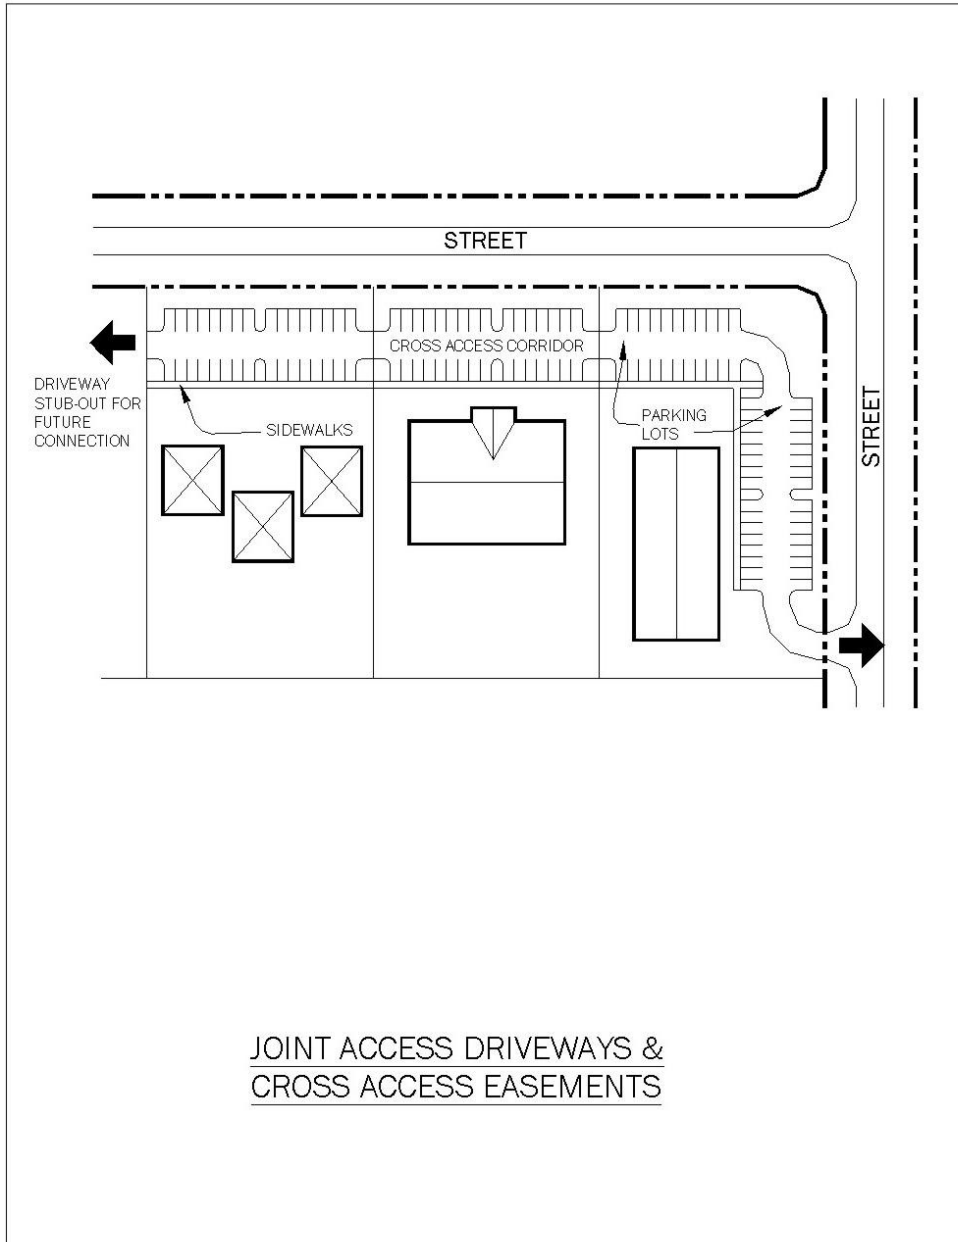 STREET
CROSS ACCESS CORRIDOR
DRIVEWAY
STUB-OUT FOR
FUTURE
CONNECTION
SIDEWALKS
PARKING
LOTS
STREET
JOINT ACCESS DRIVEWAYS &
CROSS ACCESS EASEMENTS